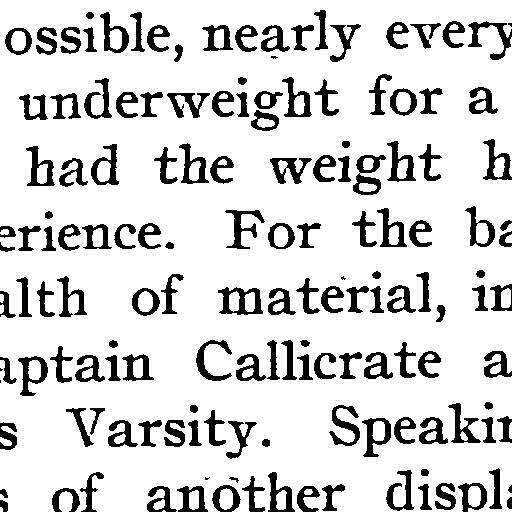 ossible, nearly every
underweight for a
had the weight h
erience. For the ba
alth of material, in
aptain Callicrate a
s Varsity. Speakin
s of another displa